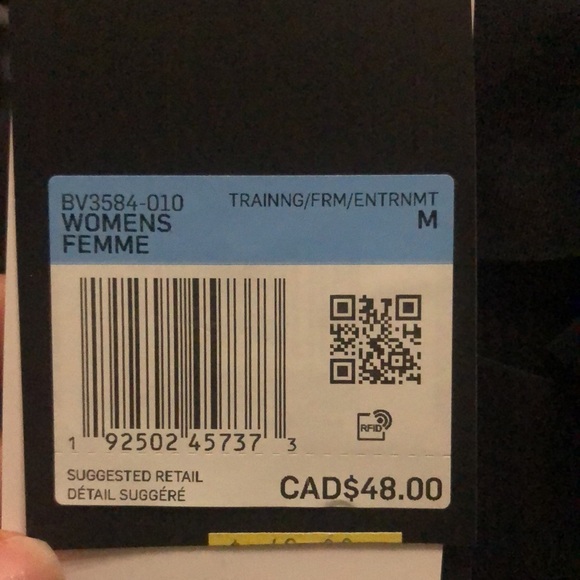 BV3584-010 TRAINNG/FRM/ENTRNMT
WOMENS M
FEMME
1 92502 45737 3
RFID
SUGGESTED RETAIL
DÉTAIL SUGGÉRÉ
CAD$48.00